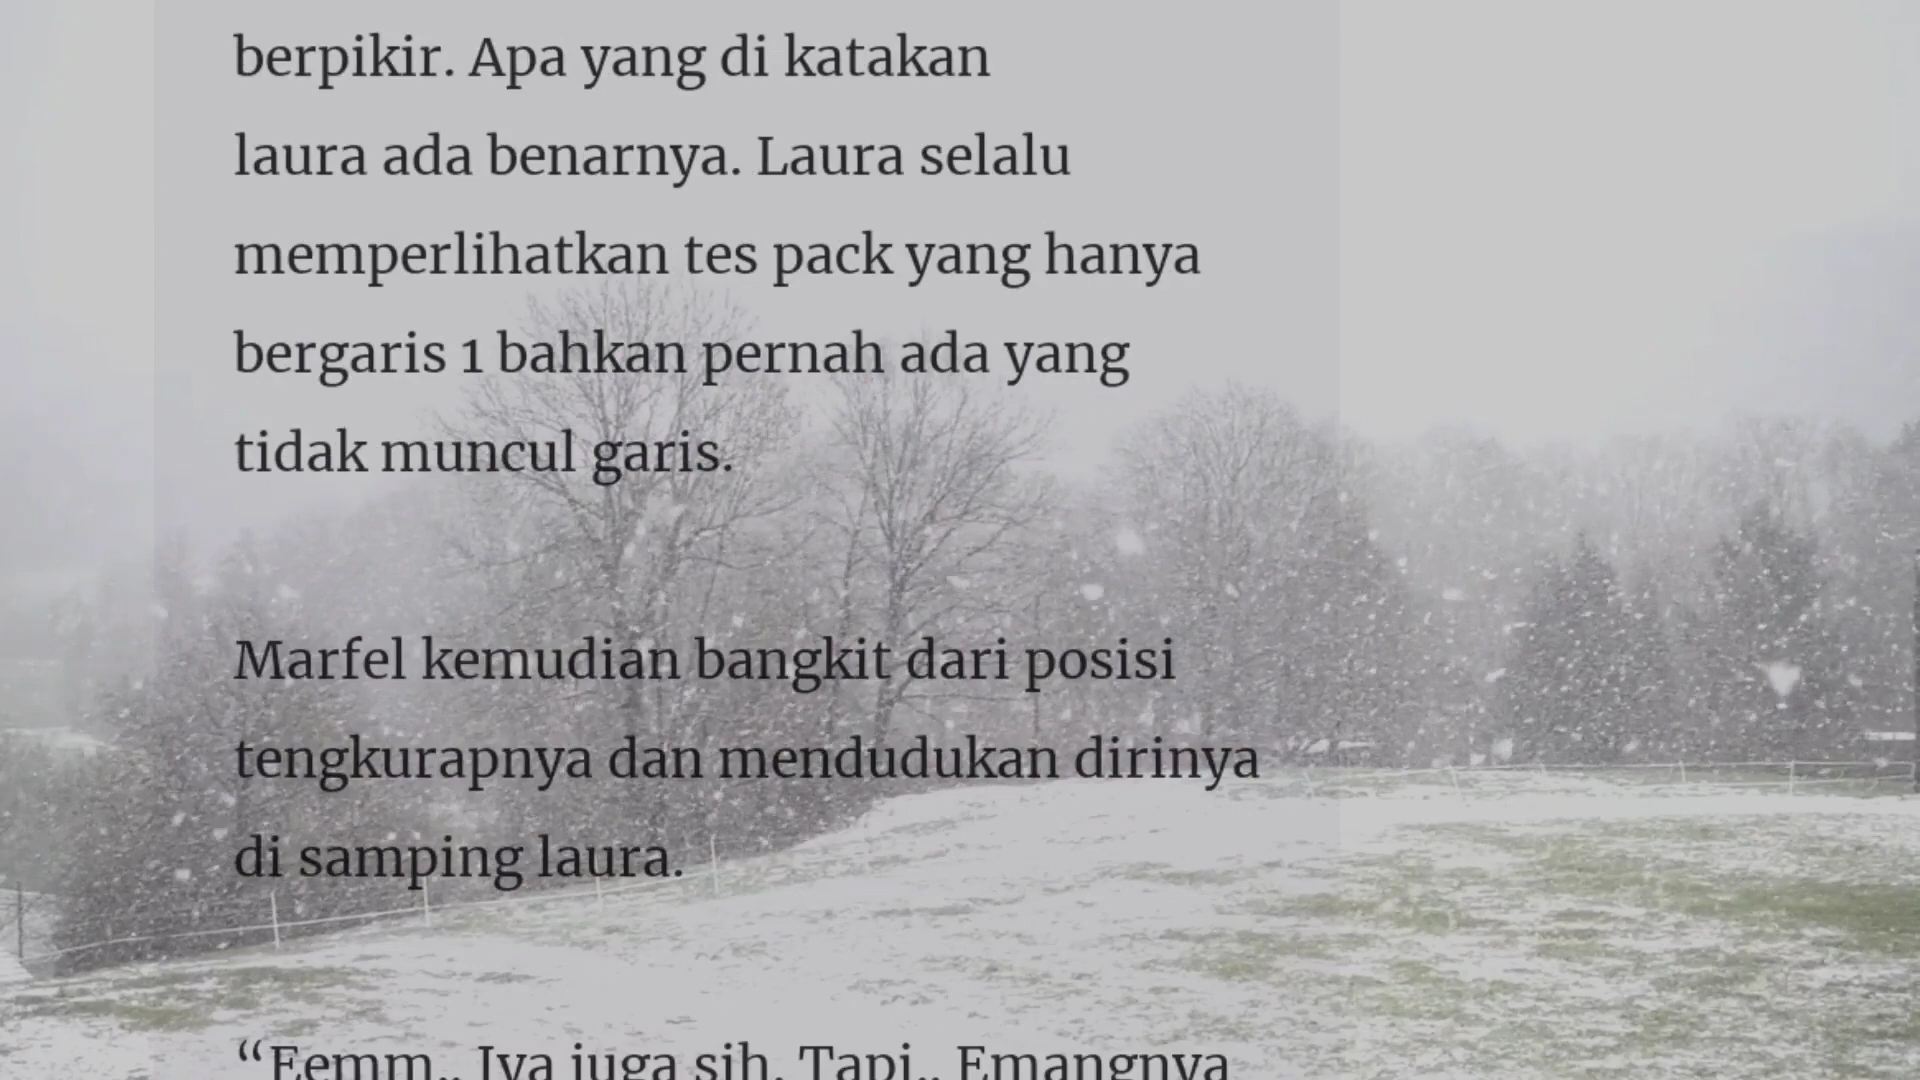 berpikir. Apa yang di katakan
laura ada benarnya. Laura selalu
memperlihatkan tes pack yang hanya
bergaris 1 bahkan pernah ada yang
tidak muncul garis.
Marfel kemudian bangkit dari posisi
tengkurapnya dan mendudukan dirinya
di samping laura.
“Eemm.. Iya juga sih. Tapi.. Emangnya